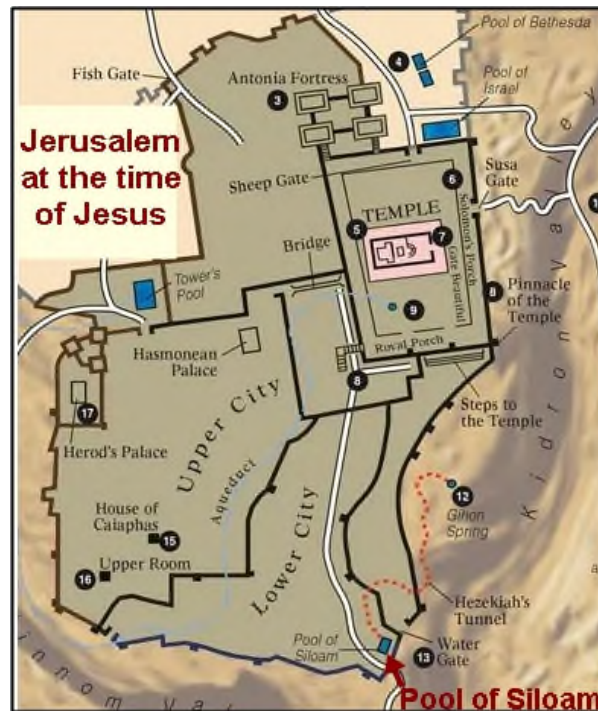 Pool of Bethesda
4
Fish Gate
Antonia Fortress
3
Pool of
Israel
Jerusalem
at the time
of Jesus
Sheep Gate
6
Susa
Gate
TEMPLE
5
7
Solomon's Porch
Gate Beautiful
Bridge
Tower's
Pool
8
Pinnacle
of the
Temple
9
Royal Porch
Hasmonean
Palace
8
Steps to
the Temple
17
Herod's Palace
Upper City
Aqueduct
Lower City
Kidron Valley
12
Gihon
Spring
House of
Caiaphas
15
16
Upper Room
Hezekiah's
Tunnel
Pool of
Siloam
Water
Gate
13
Pool of Siloam
innom Val